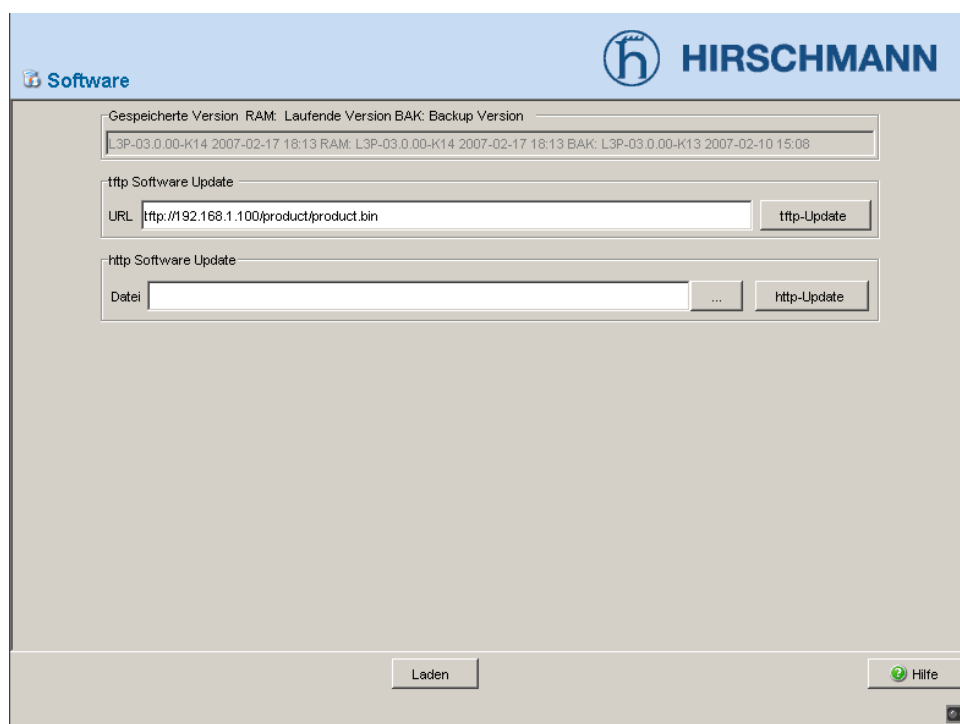 HIRSCHMANN
Software
Gespeicherte Version RAM: Laufende Version BAK: Backup Version
L3P-03.0.00-K14 2007-02-17 18:13 RAM: L3P-03.0.00-K14 2007-02-17 18:13 BAK: L3P-03.0.00-K13 2007-02-10 15:08
tftp Software Update
URL tftp://192.168.1.100/product/product.bin tftp-Update
http Software Update
Datei ... http-Update
Laden Hilfe